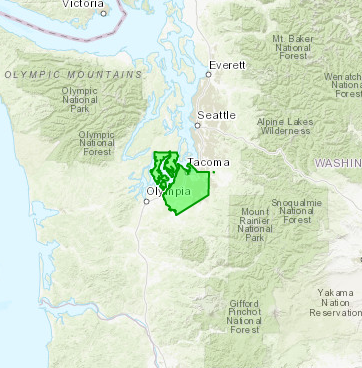 Victoria
Mt. Baker
National
Forest
OLYMPIC MOUNTAINS
Everett
Wenatch
National
Forest
Olympic
National
Park
Seattle
Alpine Lakes
Wilderness
Olympic
National
Forest
Tacoma
WASHIN
Olympia
Snoqualmie
National
Forest
Mount
Rainier
National
Park
Gifford
Pinchot
National
Forest
Yakama
Nation
Reservation